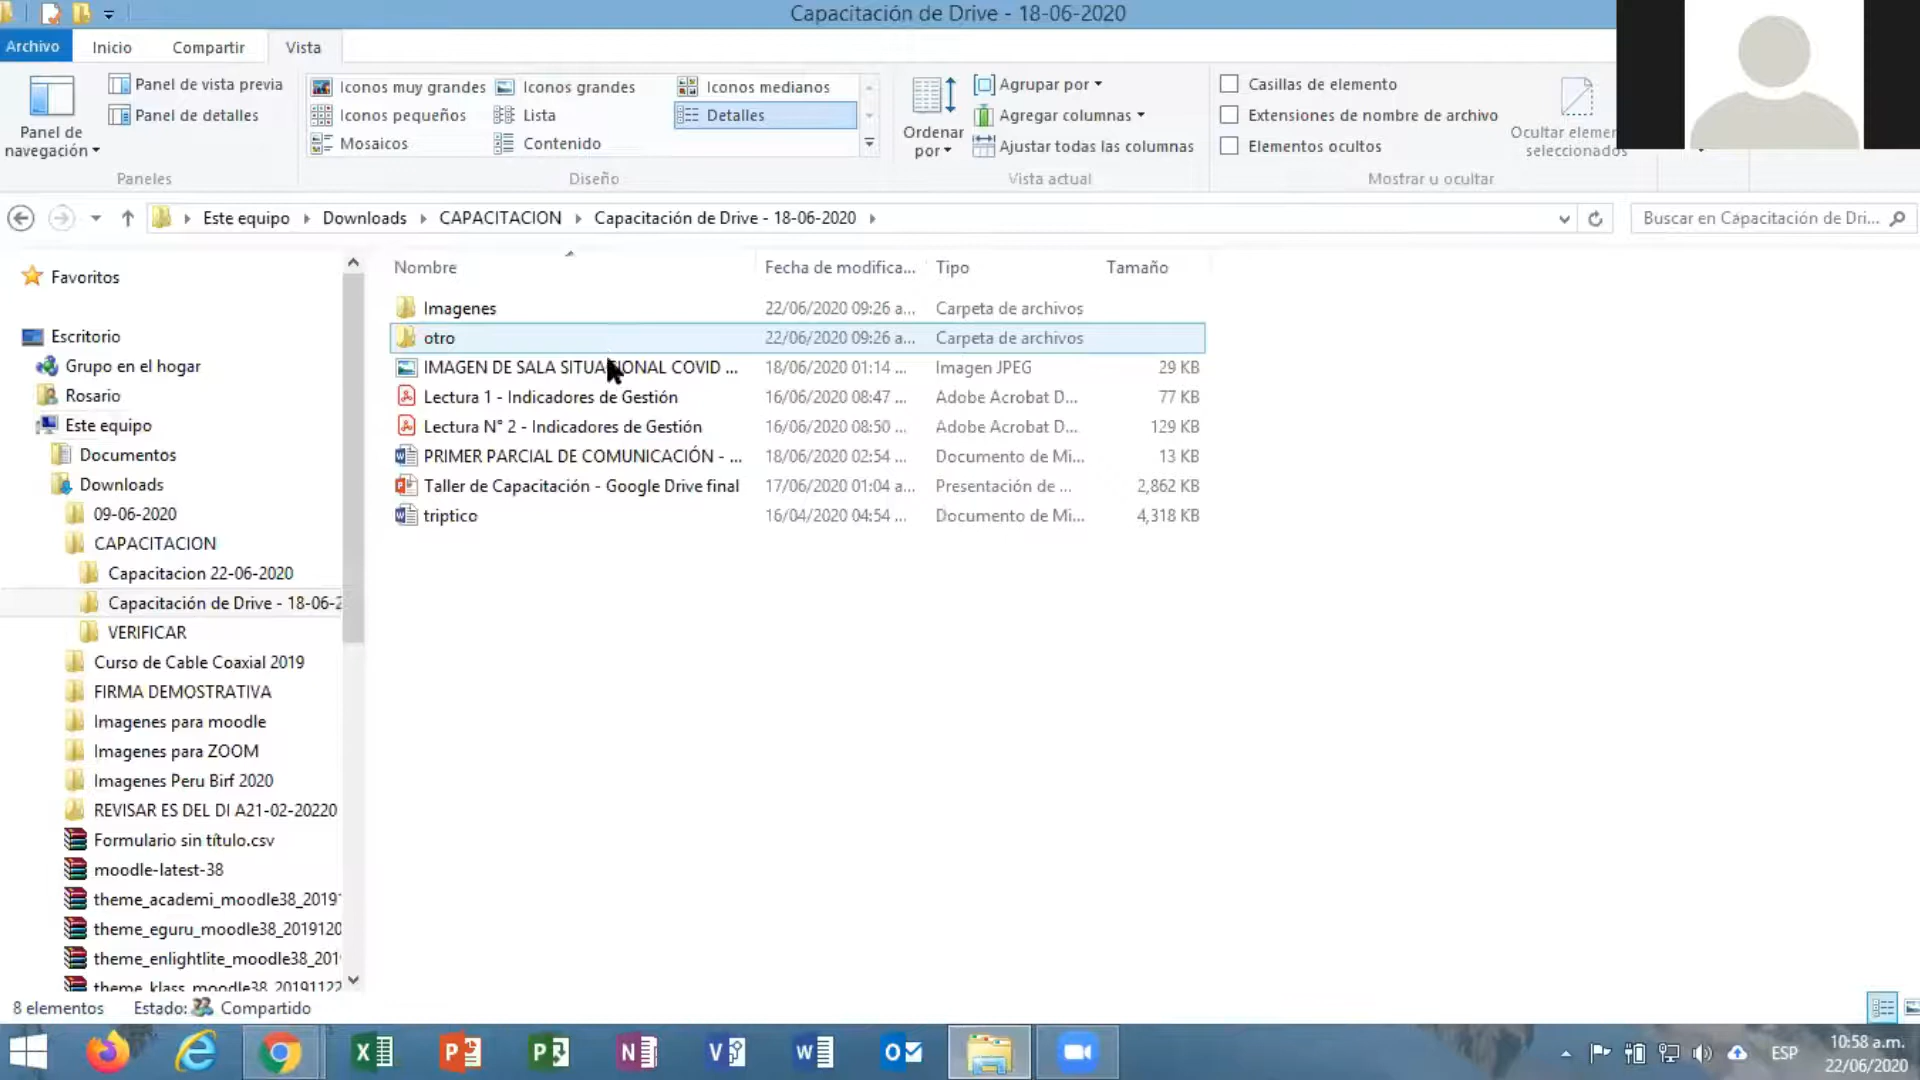 Capacitación de Drive - 18-06-2020
Archivo Inicio Compartir Vista
Panel de navegación
Panel de vista previa
Panel de detalles
Paneles
Iconos muy grandes Iconos grandes Iconos medianos
Iconos pequeños Lista Detalles
Mosaicos Contenido
Diseño
Ordenar por
Agrupar por
Agregar columnas
Ajustar todas las columnas
Vista actual
Casillas de elemento
Extensiones de nombre de archivo
Elementos ocultos
Ocultar elemen
seleccionados
Mostrar u ocultar
Este equipo Downloads CAPACITACION Capacitación de Drive - 18-06-2020
Buscar en Capacitación de Dri...
Favoritos
Escritorio
Grupo en el hogar
Rosario
Este equipo
Documentos
Downloads
09-06-2020
CAPACITACION
Capacitacion 22-06-2020
Capacitación de Drive - 18-06-2
VERIFICAR
Curso de Cable Coaxial 2019
FIRMA DEMOSTRATIVA
Imagenes para moodle
Imagenes para ZOOM
Imagenes Peru Birf 2020
REVISAR ES DEL DI A21-02-20220
Formulario sin título.csv
moodle-latest-38
theme_academi_moodle38_2019
theme_eguru_moodle38_2019120
theme_enlightlite_moodle38_201
theme_klass_moodle38_20191122
Nombre Fecha de modifica... Tipo Tamaño
Imagenes 22/06/2020 09:26 a... Carpeta de archivos
otro 22/06/2020 09:26 a... Carpeta de archivos
IMAGEN DE SALA SITUACIONAL COVID ... 18/06/2020 01:14 ... Imagen JPEG 29 KB
Lectura 1 - Indicadores de Gestión 16/06/2020 08:47 ... Adobe Acrobat D... 77 KB
Lectura N° 2 - Indicadores de Gestión 16/06/2020 08:50 ... Adobe Acrobat D... 129 KB
PRIMER PARCIAL DE COMUNICACIÓN - ... 18/06/2020 02:54 ... Documento de Mi... 13 KB
Taller de Capacitación - Google Drive final 17/06/2020 01:04 a... Presentación de ... 2,862 KB
triptico 16/04/2020 04:54 ... Documento de Mi... 4,318 KB
8 elementos Estado: Compartido
ESP
10:58 a.m.
22/06/2020